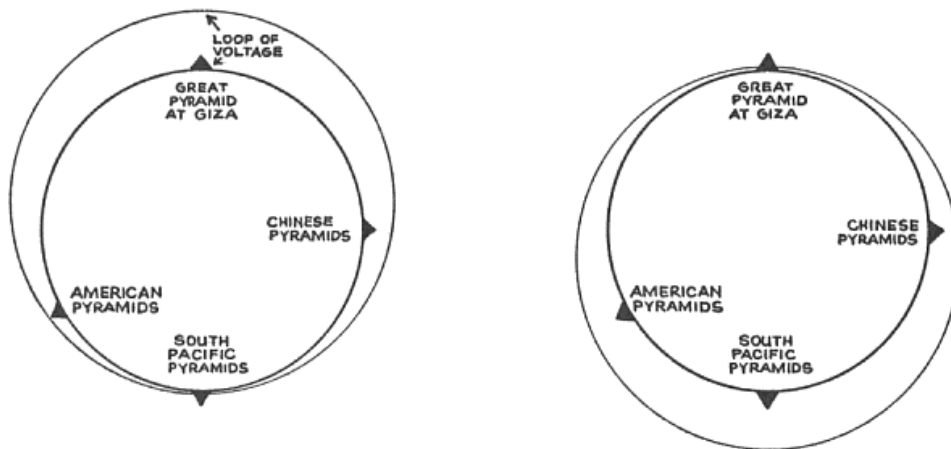 LOOP OF
VOLTAGE
GREAT
PYRAMID
AT GIZA
CHINESE
PYRAMIDS
AMERICAN
PYRAMIDS
SOUTH
PACIFIC
PYRAMIDS
GREAT
PYRAMID
AT GIZA
CHINESE
PYRAMIDS
AMERICAN
PYRAMIDS
SOUTH
PACIFIC
PYRAMIDS